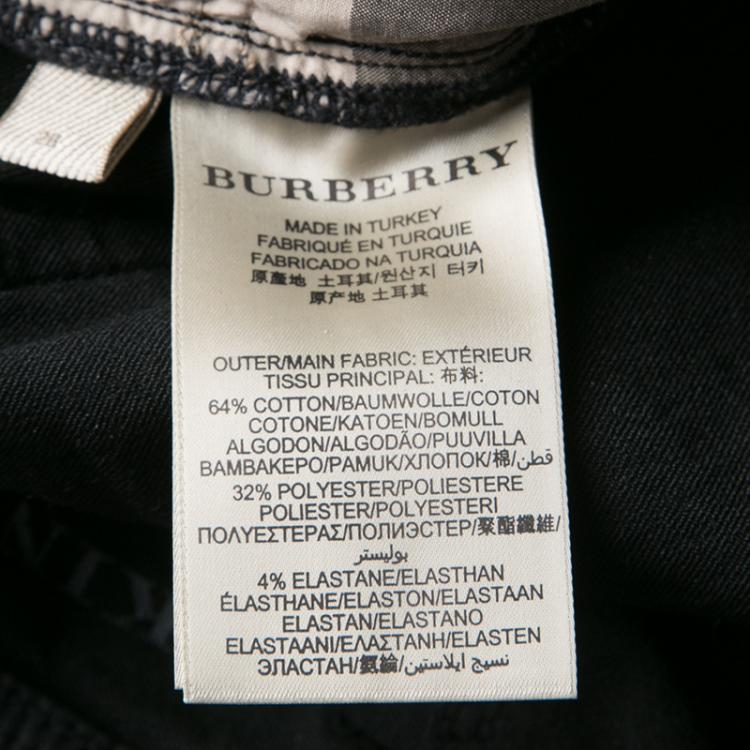 28
BURBERRY
MADE IN TURKEY
FABRIQUÉ EN TURQUIE
FABRICADO NA TURQUIA
原產地 土耳其/원산지 터키
原产地 土耳其
OUTER/MAIN FABRIC: EXTÉRIEUR
TISSU PRINCIPAL: 布料:
64% COTTON/BAUMWOLLE/COTON
COTONE/KATOEN/BOMULL
ALGODON/ALGODÃO/PUUVILLA
BAMBAKEPO/PAMUK/ХЛОПОК/棉/قطن/
32% POLYESTER/POLIESTERE
POLIESTER/POLYESTERI
ΠΟΛΥΕΣΤΕΡΑΣ/ПОЛИЭСТЕР/聚酯纖維/
بوليستر
4% ELASTANE/ELASTHAN
ÉLASTHANE/ELASTON/ELASTAAN
ELASTAN/ELASTANO
ELASTAANI/ΕΛΑΣΤΑΝΗ/ELASTEN
ЭЛАСТАН/氨綸/نسيج ايلاستين